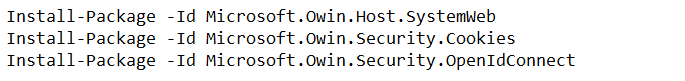 Install-Package -Id Microsoft.Owin.Host.SystemWeb
Install-Package -Id Microsoft.Owin.Security.Cookies
Install-Package -Id Microsoft.Owin.Security.OpenIdConnect